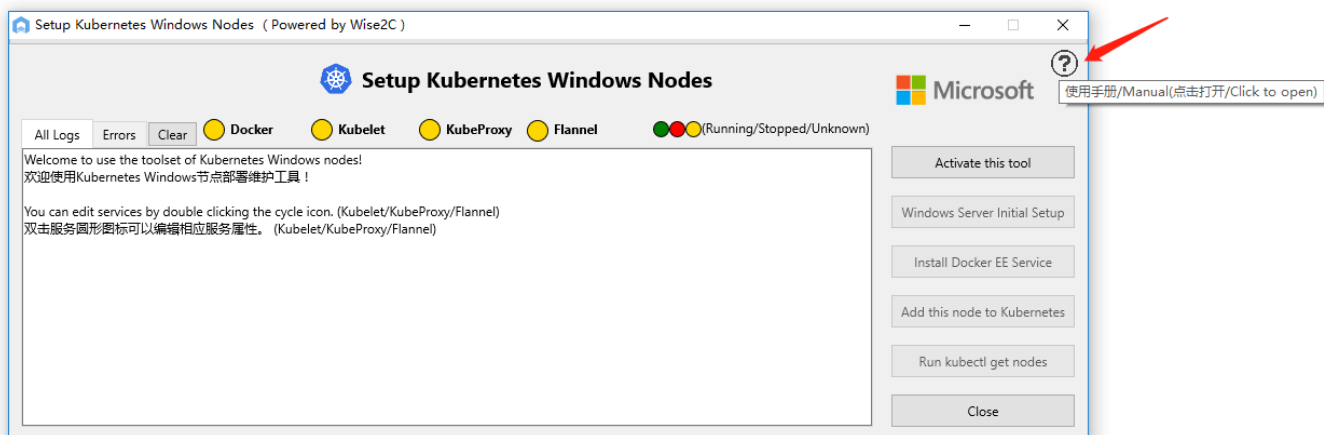 Setup Kubernetes Windows Nodes ( Powered by Wise2C )
Setup Kubernetes Windows Nodes
Microsoft
?
使用手册/Manual(点击打开/Click to open)
All Logs Errors Clear Docker Kubelet KubeProxy Flannel (Running/Stopped/Unknown)
Welcome to use the toolset of Kubernetes Windows nodes!
欢迎使用Kubernetes Windows节点部署维护工具！
You can edit services by double clicking the cycle icon. (Kubelet/KubeProxy/Flannel)
双击服务圆形图标可以编辑相应服务属性。 (Kubelet/KubeProxy/Flannel)
Activate this tool
Windows Server Initial Setup
Install Docker EE Service
Add this node to Kubernetes
Run kubectl get nodes
Close